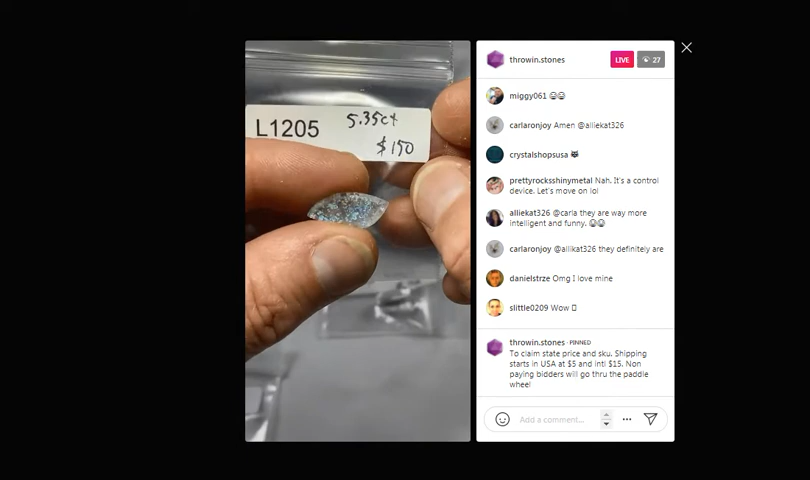 L1205
5.35ct
$150
throwin.stones
LIVE
27
miggy061
carlaronjoy Amen @alliekat326
crystalshopsusa
prettyrocksshinymetal Nah. It's a control
device. Let's move on lol
alliekat326 @carla they are way more
intelligent and funny.
carlaronjoy @allikat326 they definitely are
danielstrze Omg I love mine
slittle0209 Wow
throwin.stones · PINNED
To claim state price and sku. Shipping
starts in USA at $5 and intl $15. Non
paying bidders will go thru the paddle
wheel
Add a comment...